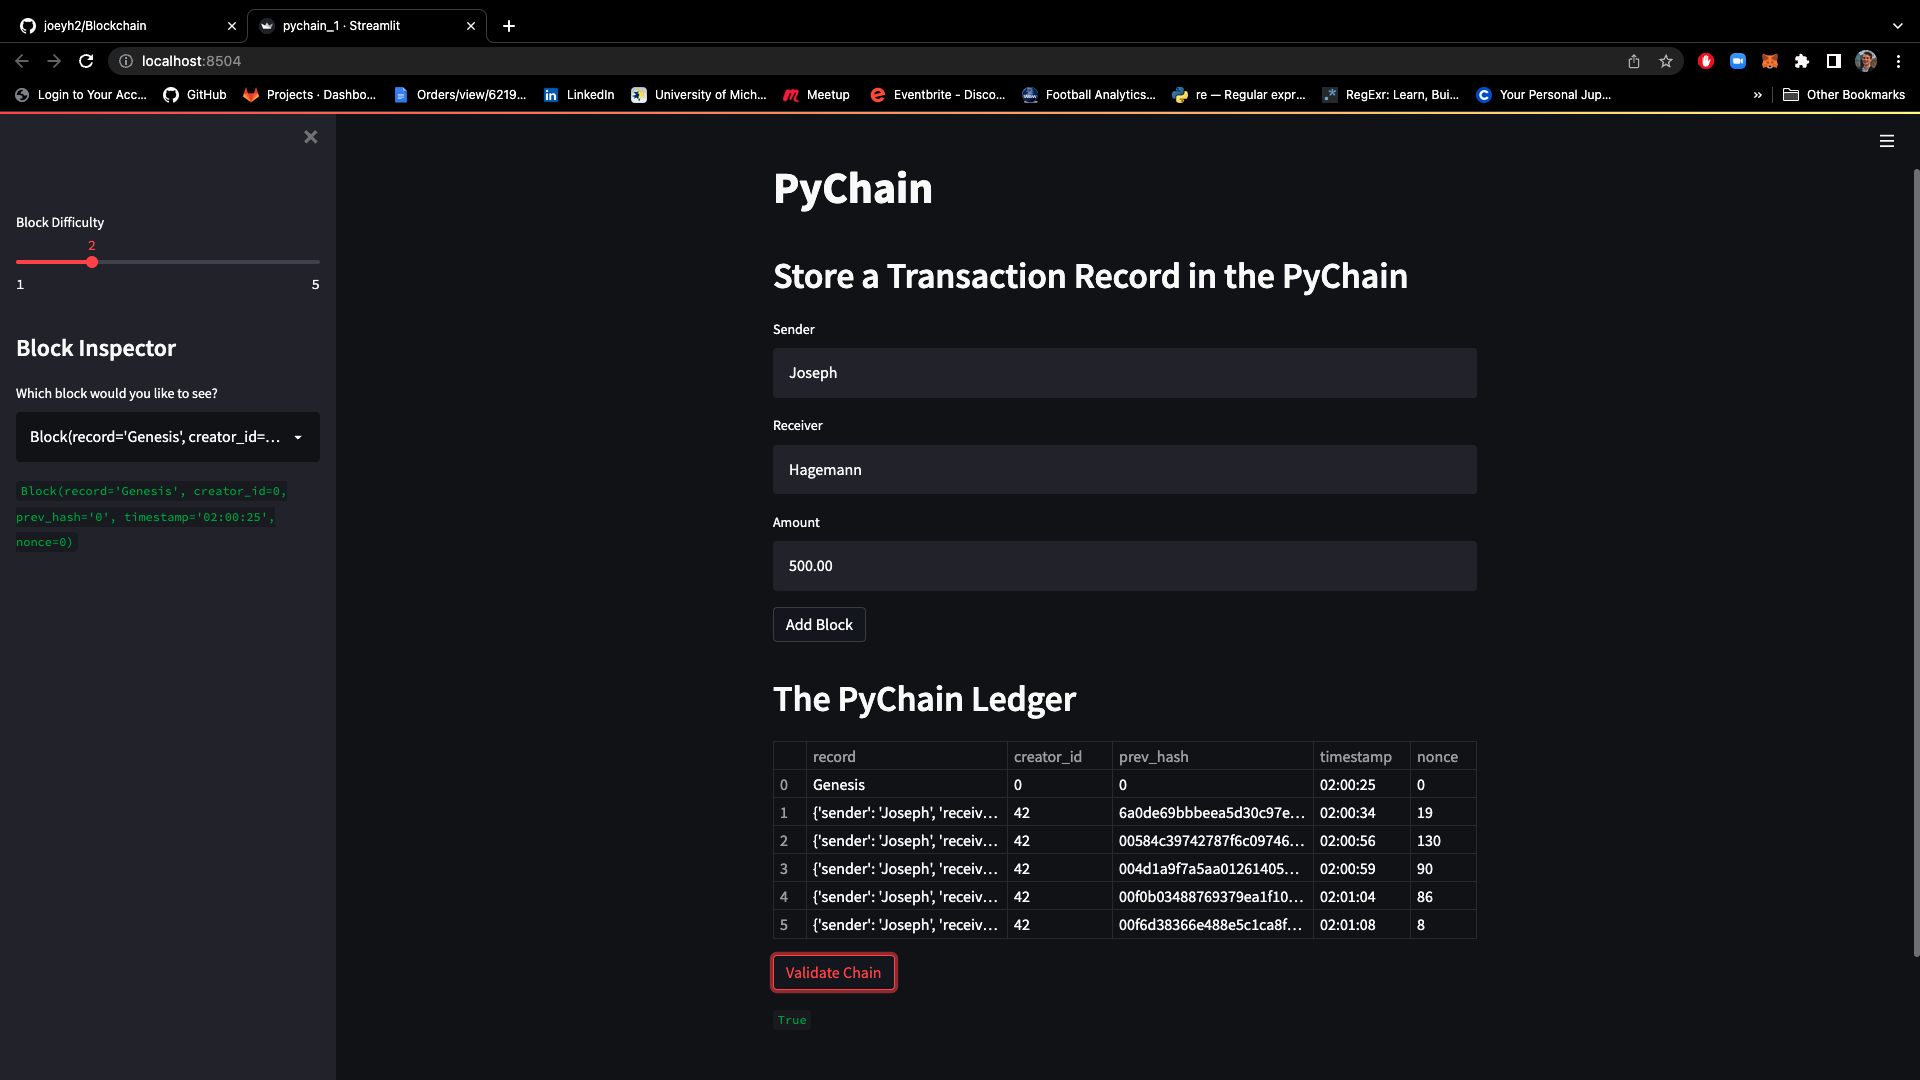 joeyh2/Blockchain
pychain_1 · Streamlit
localhost:8504
Login to Your Acc...
GitHub
Projects · Dashbo...
Orders/view/6219...
LinkedIn
University of Mich...
Meetup
Eventbrite - Disco...
Football Analytics...
re — Regular expr...
RegExr: Learn, Bui...
Your Personal Jup...
»
Other Bookmarks
Block Difficulty
2
1 5
Block Inspector
Which block would you like to see?
Block(record='Genesis', creator_id=...
Block(record='Genesis', creator_id=0,
prev_hash='0', timestamp='02:00:25',
nonce=0)
PyChain
Store a Transaction Record in the PyChain
Sender
Joseph
Receiver
Hagemann
Amount
500.00
Add Block
The PyChain Ledger
record creator_id prev_hash timestamp nonce
0 Genesis 0 0 02:00:25 0
1 {'sender': 'Joseph', 'receiv... 42 6a0de69bbbeea5d30c97e... 02:00:34 19
2 {'sender': 'Joseph', 'receiv... 42 00584c39742787f6c09746... 02:00:56 130
3 {'sender': 'Joseph', 'receiv... 42 004d1a9f7a5aa01261405... 02:00:59 90
4 {'sender': 'Joseph', 'receiv... 42 00f0b03488769379ea1f10... 02:01:04 86
5 {'sender': 'Joseph', 'receiv... 42 00f6d38366e488e5c1ca8f... 02:01:08 8
Validate Chain
True